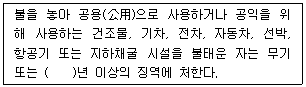 불을 놓아 공용(公用)으로 사용하거나 공익을 위
해 사용하는 건조물, 기차, 전차, 자동차, 선박,
항공기 또는 지하채굴 시설을 불태운 자는 무기
또는 (    )년 이상의 징역에 처한다.